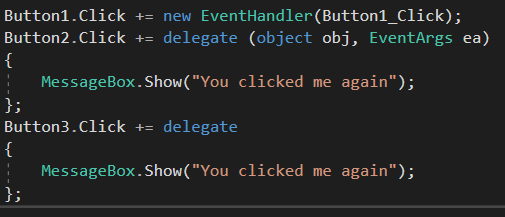 Button1.Click += new EventHandler(Button1_Click);
Button2.Click += delegate (object obj, EventArgs ea)
{
    MessageBox.Show("You clicked me again");
};
Button3.Click += delegate
{
    MessageBox.Show("You clicked me again");
};